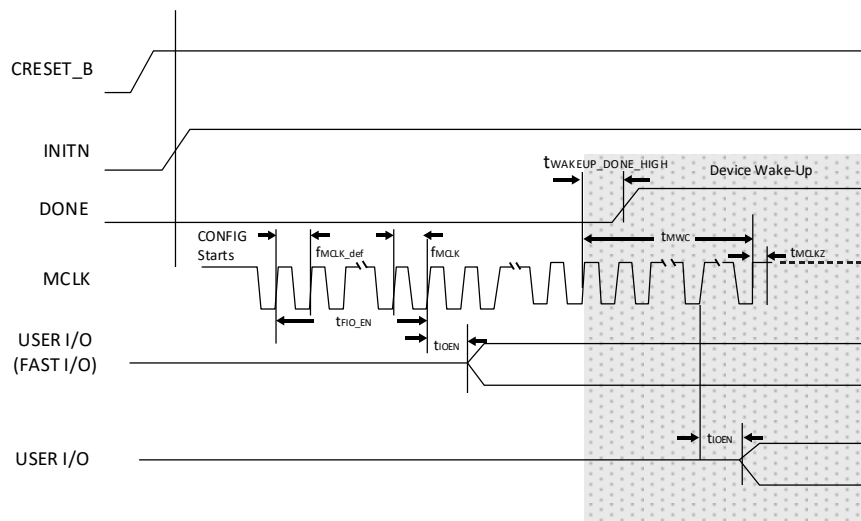 CRESET_B
INITN
tWAKEUP_DONE_HIGH
Device Wake-Up
DONE
CONFIG
Starts
fMCLK_def
fMCLK
tMWC
tMCLKZ
MCLK
tFIO_EN
USER I/O
(FAST I/O)
tIOEN
tIOEN
USER I/O